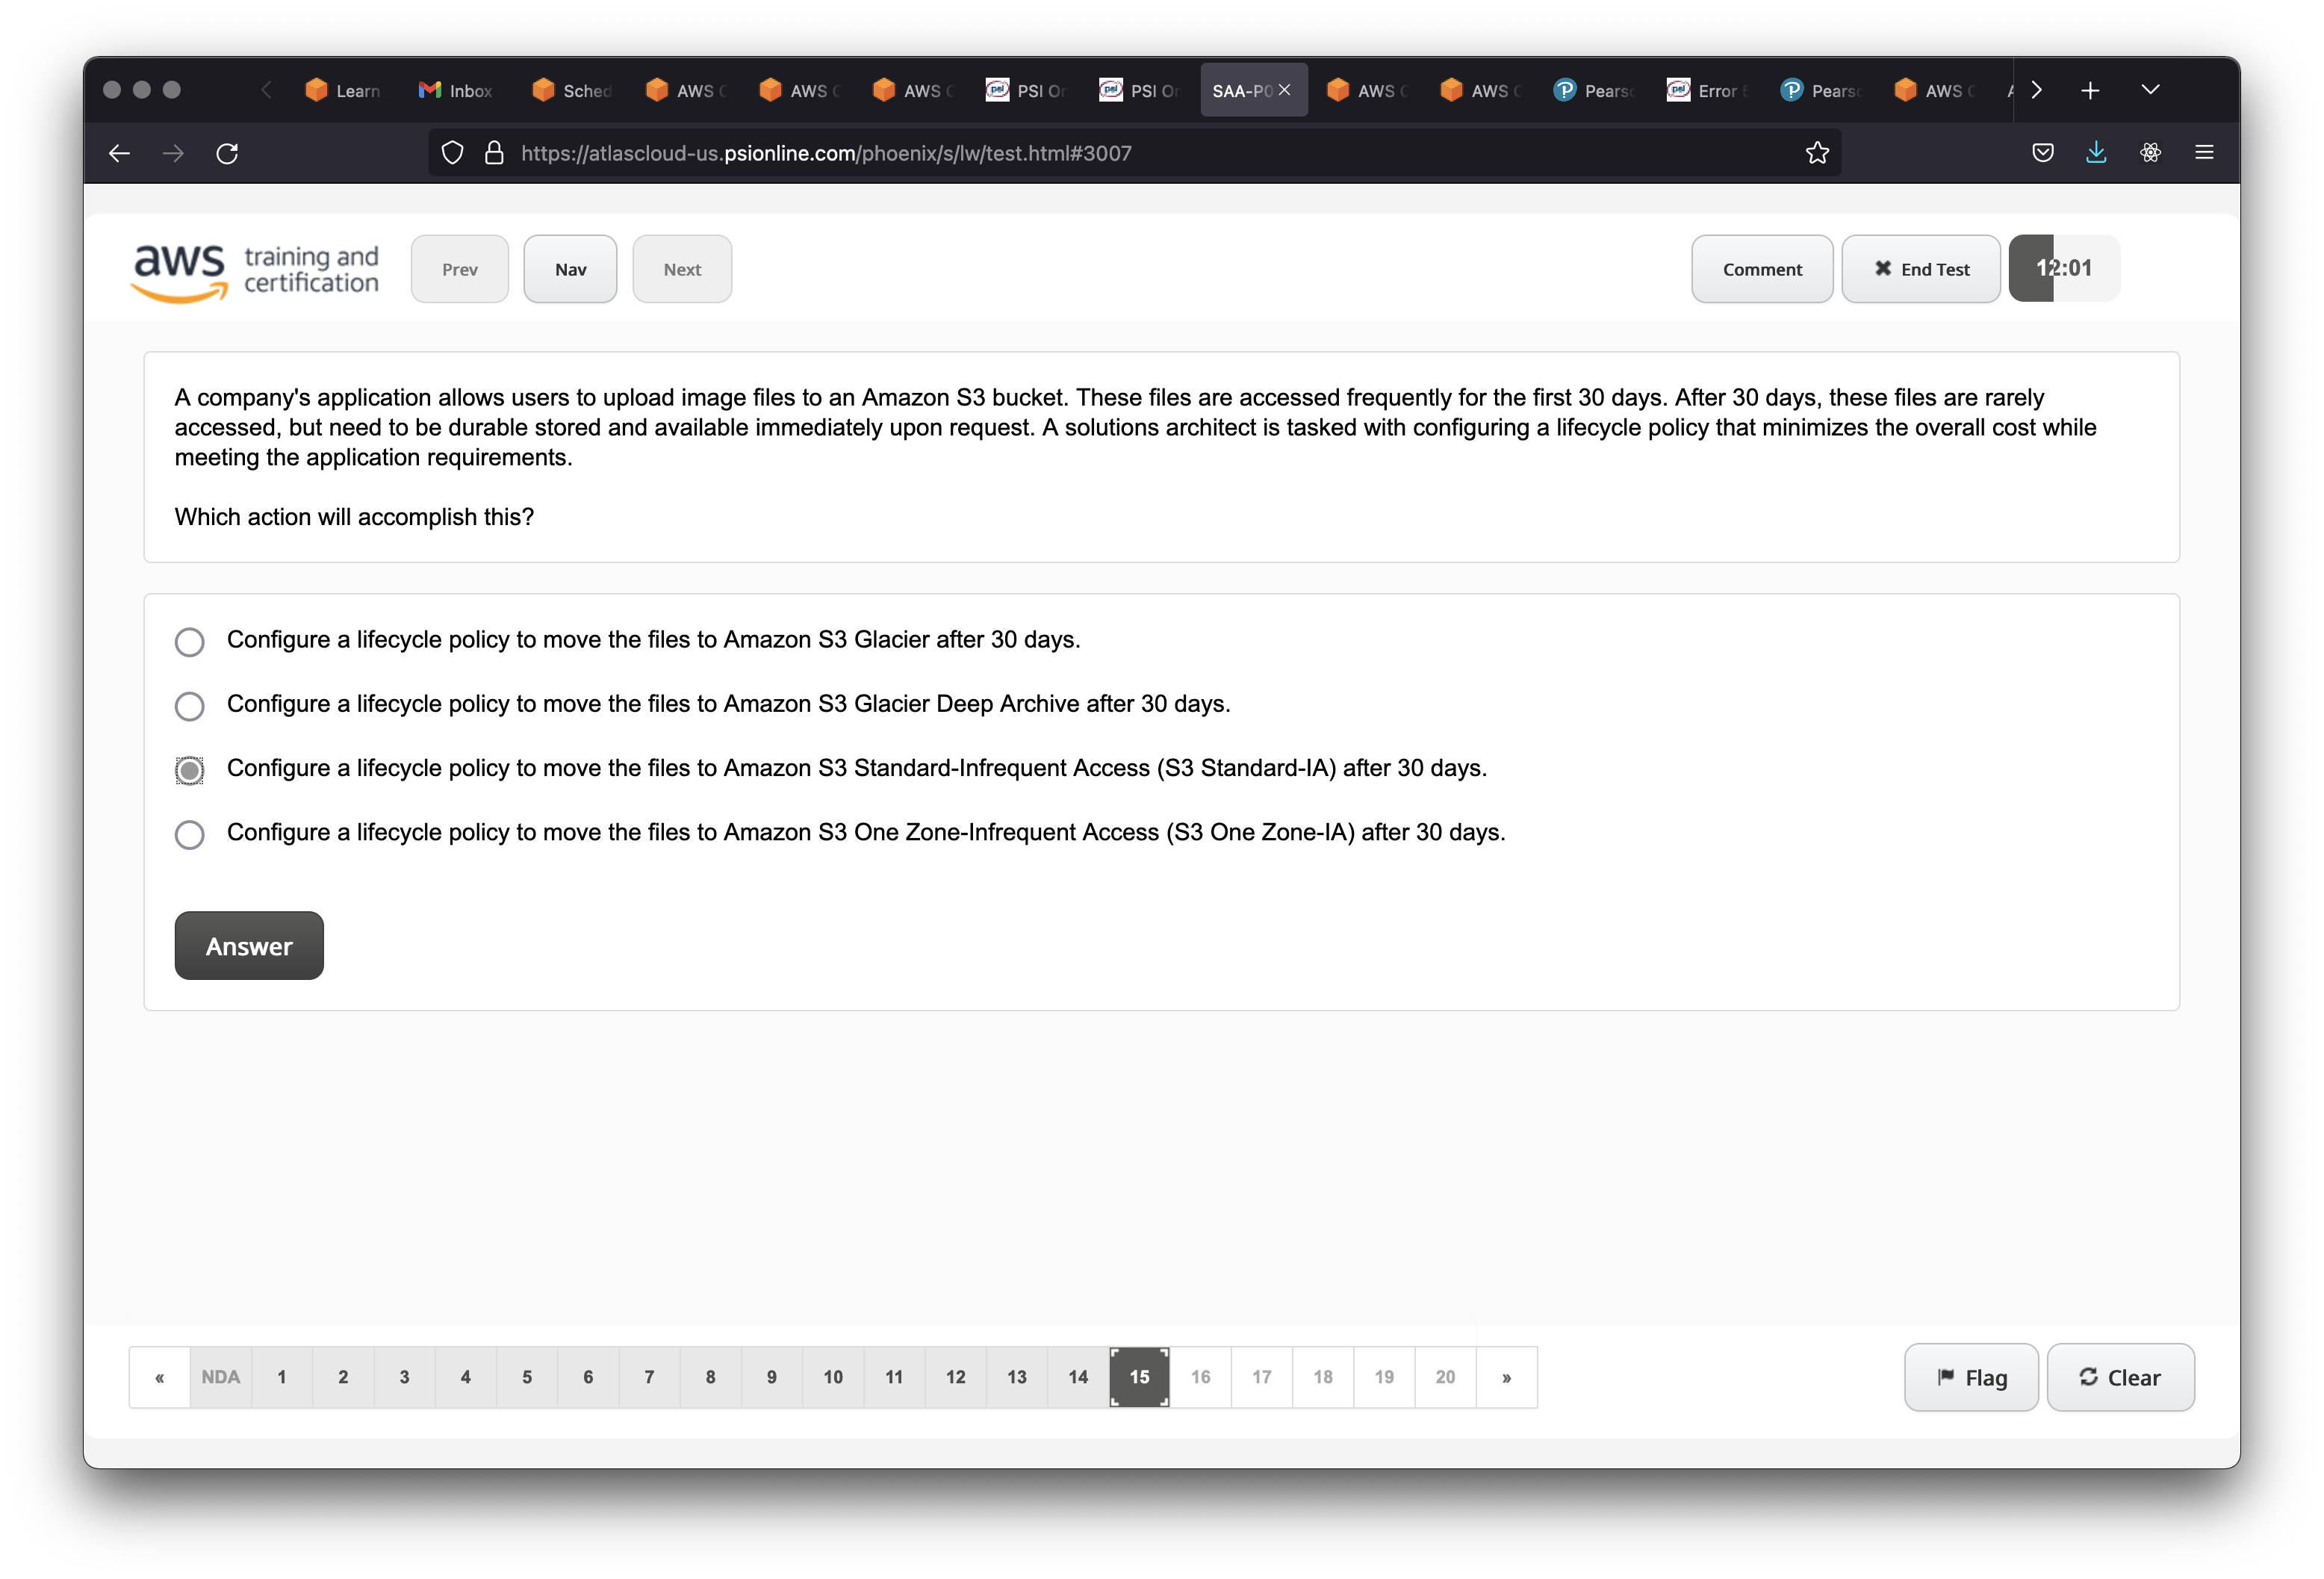 Learn Inbox Sched AWS C AWS C AWS C PSI On PSI On SAA-P0 AWS C AWS C Pears Error Pears AWS C
https://atlascloud-us.psionline.com/phoenix/s/lw/test.html#3007
aws training and certification Prev Nav Next Comment End Test 12:01
A company's application allows users to upload image files to an Amazon S3 bucket. These files are accessed frequently for the first 30 days. After 30 days, these files are rarely
accessed, but need to be durable stored and available immediately upon request. A solutions architect is tasked with configuring a lifecycle policy that minimizes the overall cost while
meeting the application requirements.
Which action will accomplish this?
Configure a lifecycle policy to move the files to Amazon S3 Glacier after 30 days.
Configure a lifecycle policy to move the files to Amazon S3 Glacier Deep Archive after 30 days.
Configure a lifecycle policy to move the files to Amazon S3 Standard-Infrequent Access (S3 Standard-IA) after 30 days.
Configure a lifecycle policy to move the files to Amazon S3 One Zone-Infrequent Access (S3 One Zone-IA) after 30 days.
Answer
« NDA 1 2 3 4 5 6 7 8 9 10 11 12 13 14 15 16 17 18 19 20 » Flag Clear